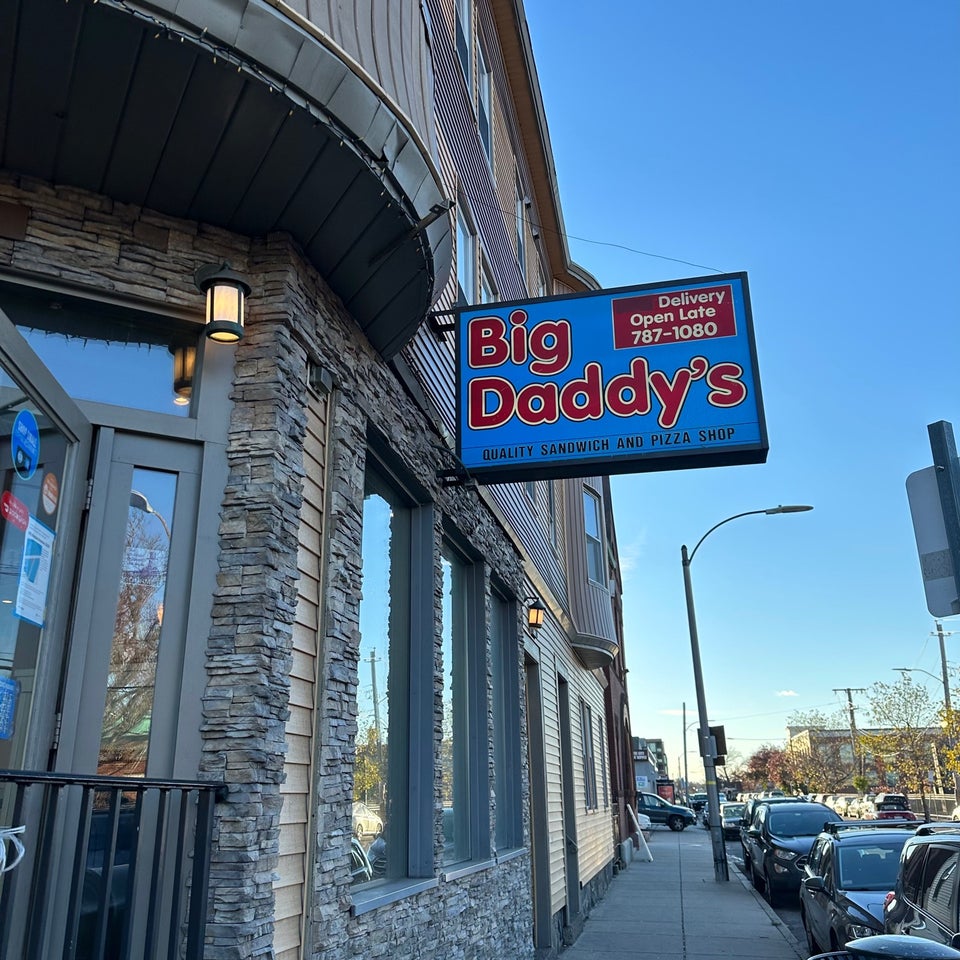 Delivery
Open Late
787-1080
Big
Daddy's
QUALITY SANDWICH AND PIZZA SHOP